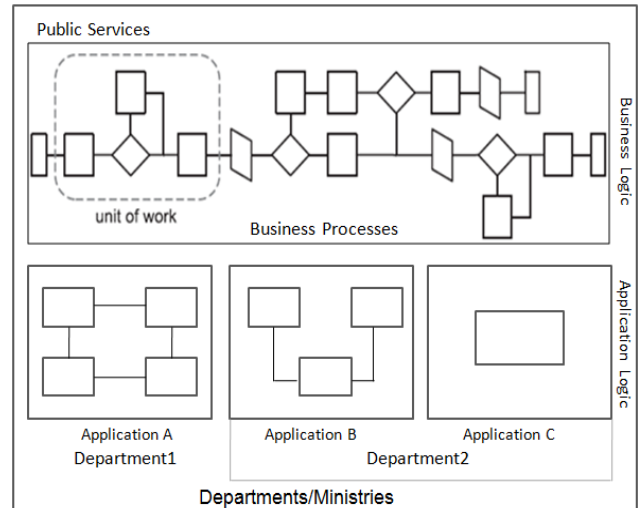 Public Services
unit of work
Business Processes
Business Logic
Application Logic
Application A
Application B
Application C
Department1
Department2
Departments/Ministries